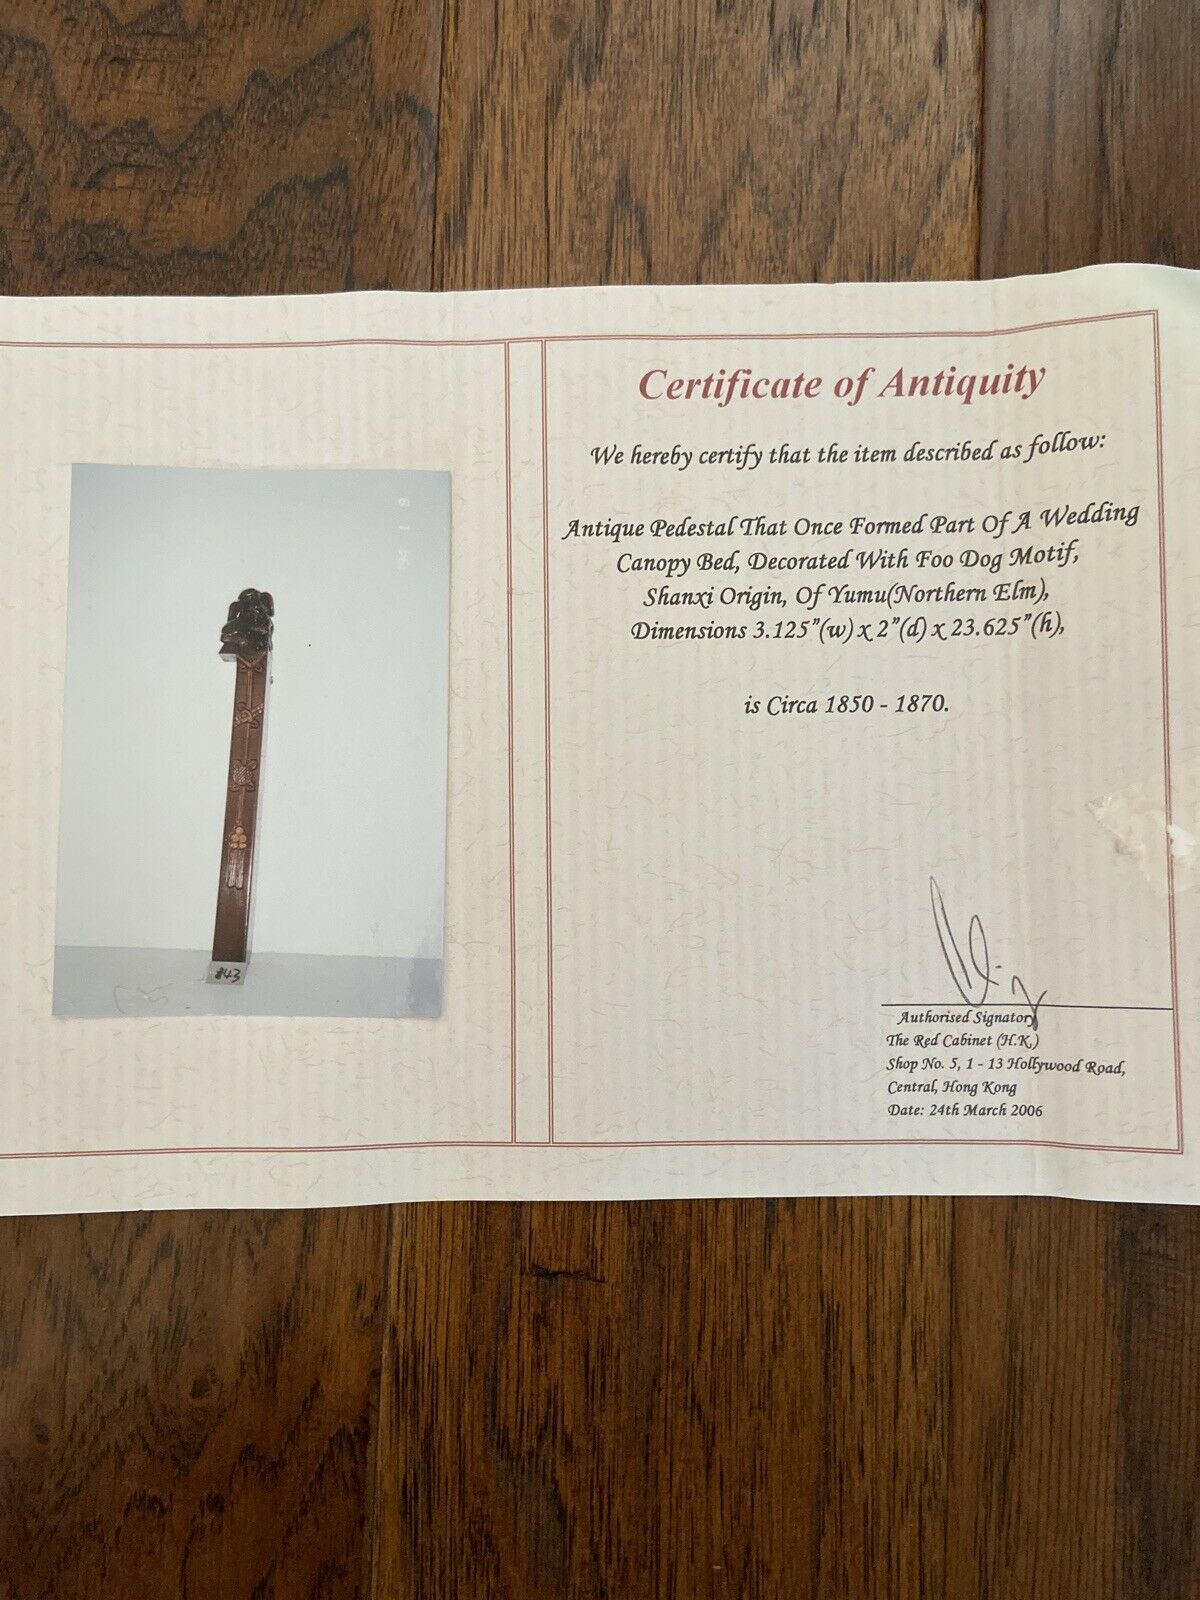 Certificate of Antiquity
We hereby certify that the item described as follow:
Antique Pedestal That Once Formed Part Of A Wedding
Canopy Bed, Decorated With Foo Dog Motif,
Shanxi Origin, Of Yumu(Northern Elm),
Dimensions 3.125"(w) x 2"(d) x 23.625"(h),
is Circa 1850 - 1870.
Authorised Signatory
The Red Cabinet (H.K.)
Shop No. 5, 1 - 13 Hollywood Road,
Central, Hong Kong
Date: 24th March 2006
843